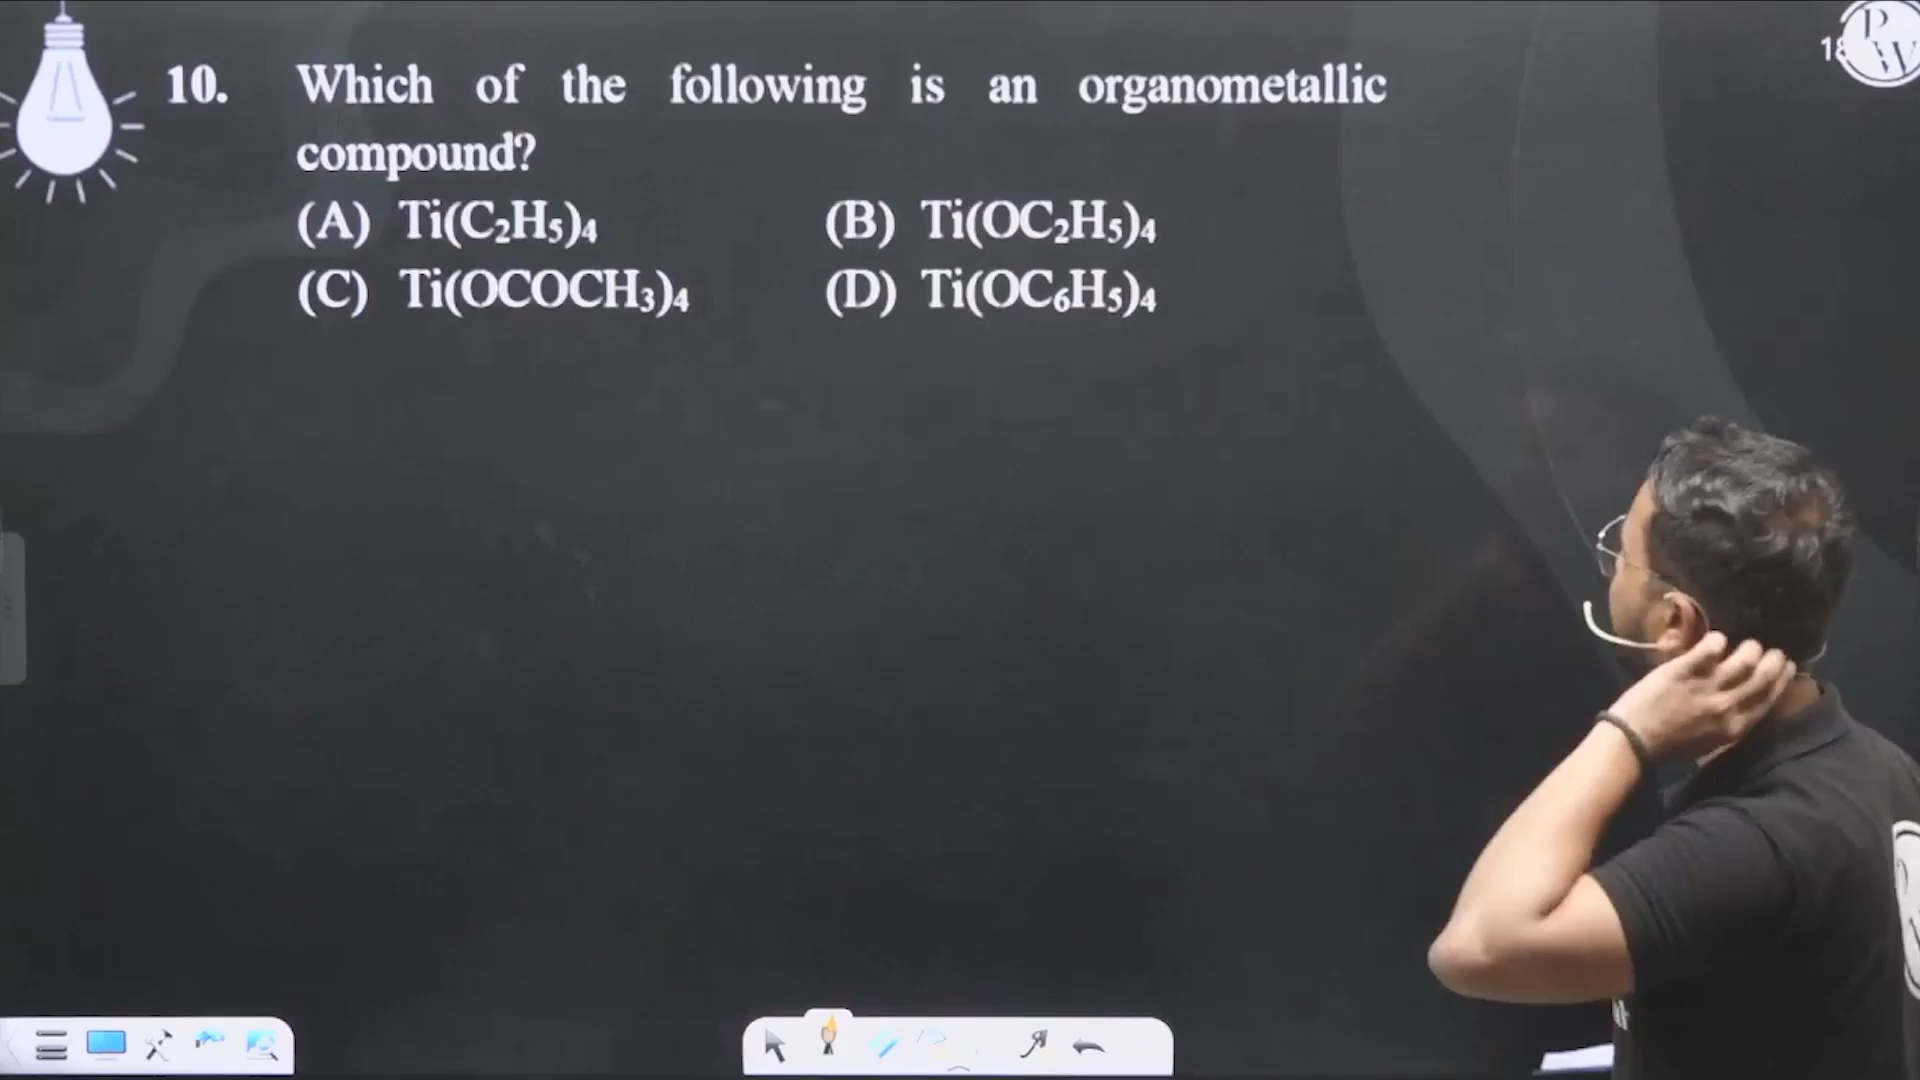 10. Which of the following is an organometallic
compound?
(A) Ti(C₂H₅)₄ (B) Ti(OC₂H₅)₄
(C) Ti(OCOCH₃)₄ (D) Ti(OC₆H₅)₄
P
W